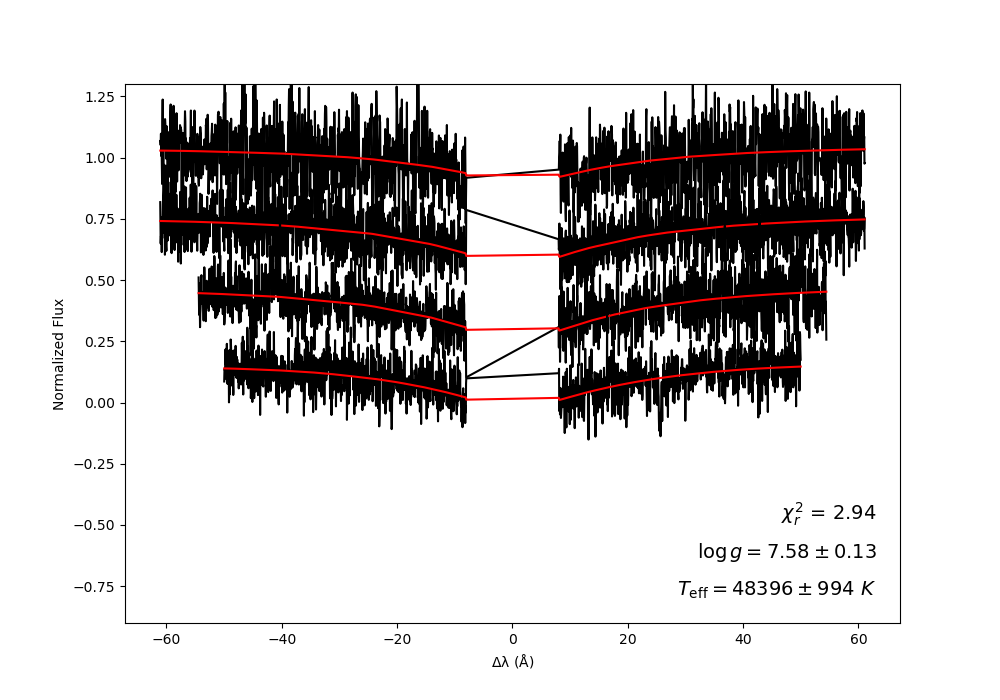 1.25
1.00
0.75
0.50
0.25
0.00
−0.25
−0.50
−0.75
Normalized Flux
χ²ᵣ = 2.94
log g = 7.58 ± 0.13
T_eff = 48396 ± 994 K
−60 −40 −20 0 20 40 60
Δλ (Å)